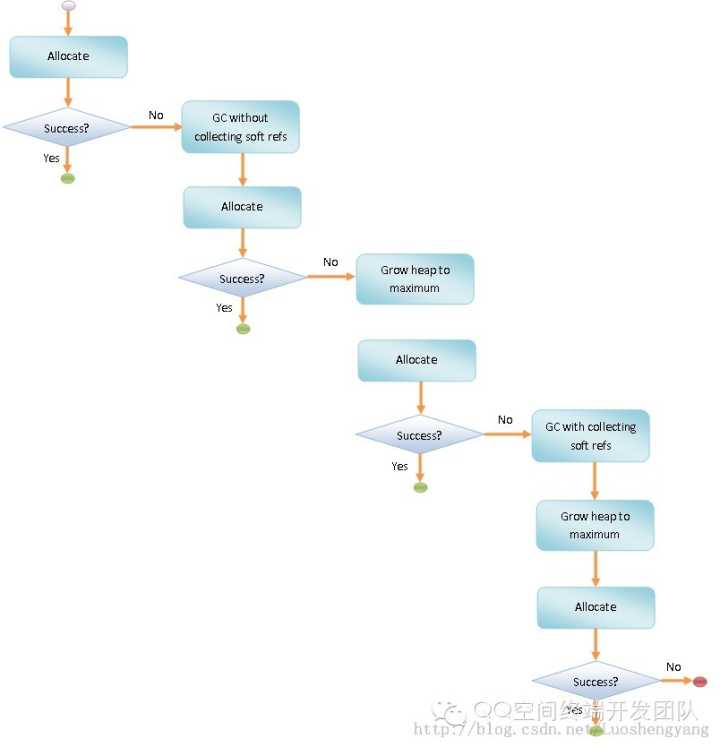 Allocate
Success?
No
Yes
GC without
collecting soft refs
Allocate
Success?
No
Yes
Grow heap to
maximum
Allocate
Success?
No
Yes
GC with collecting
soft refs
Grow heap to
maximum
Allocate
Success?
No
Yes
QQ空间终端开发团队
http://blog.csdn.net/Luoshengyang